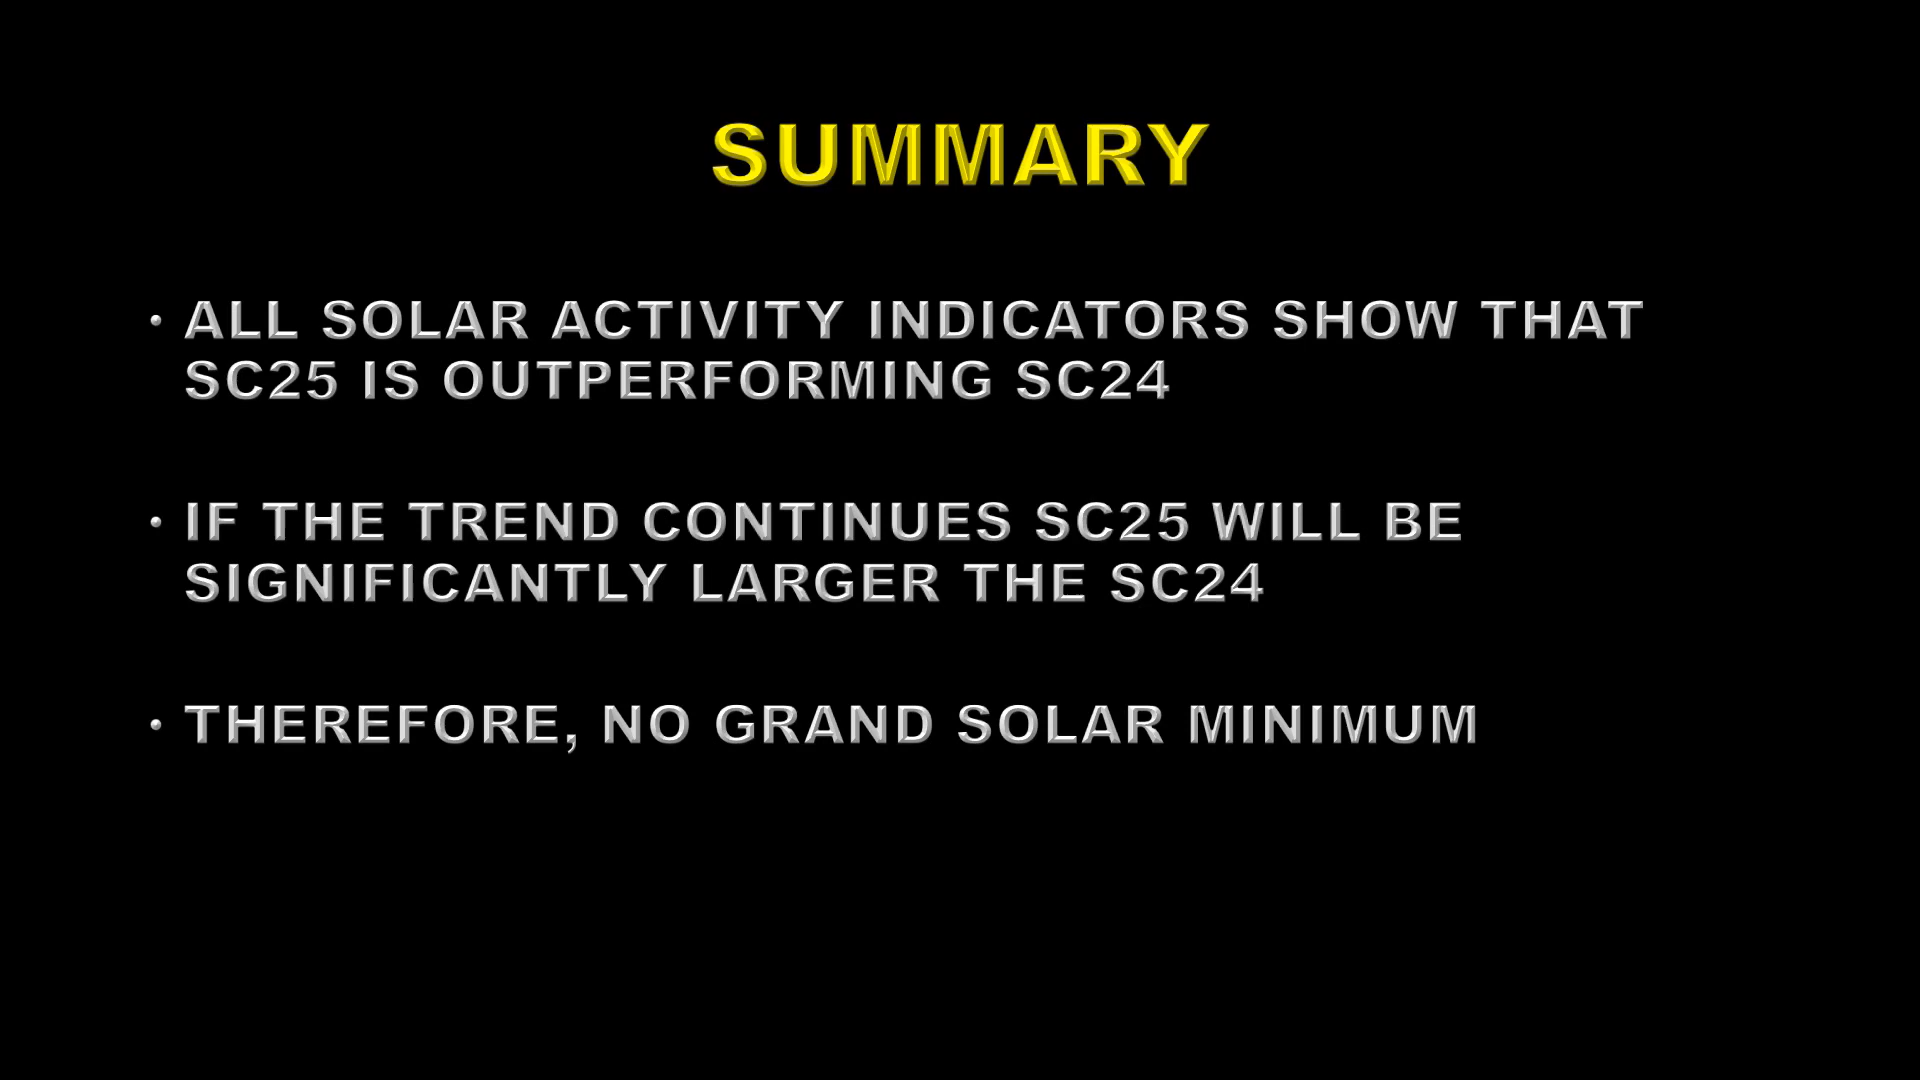 SUMMARY
• ALL SOLAR ACTIVITY INDICATORS SHOW THAT
SC25 IS OUTPERFORMING SC24
• IF THE TREND CONTINUES SC25 WILL BE
SIGNIFICANTLY LARGER THE SC24
• THEREFORE, NO GRAND SOLAR MINIMUM